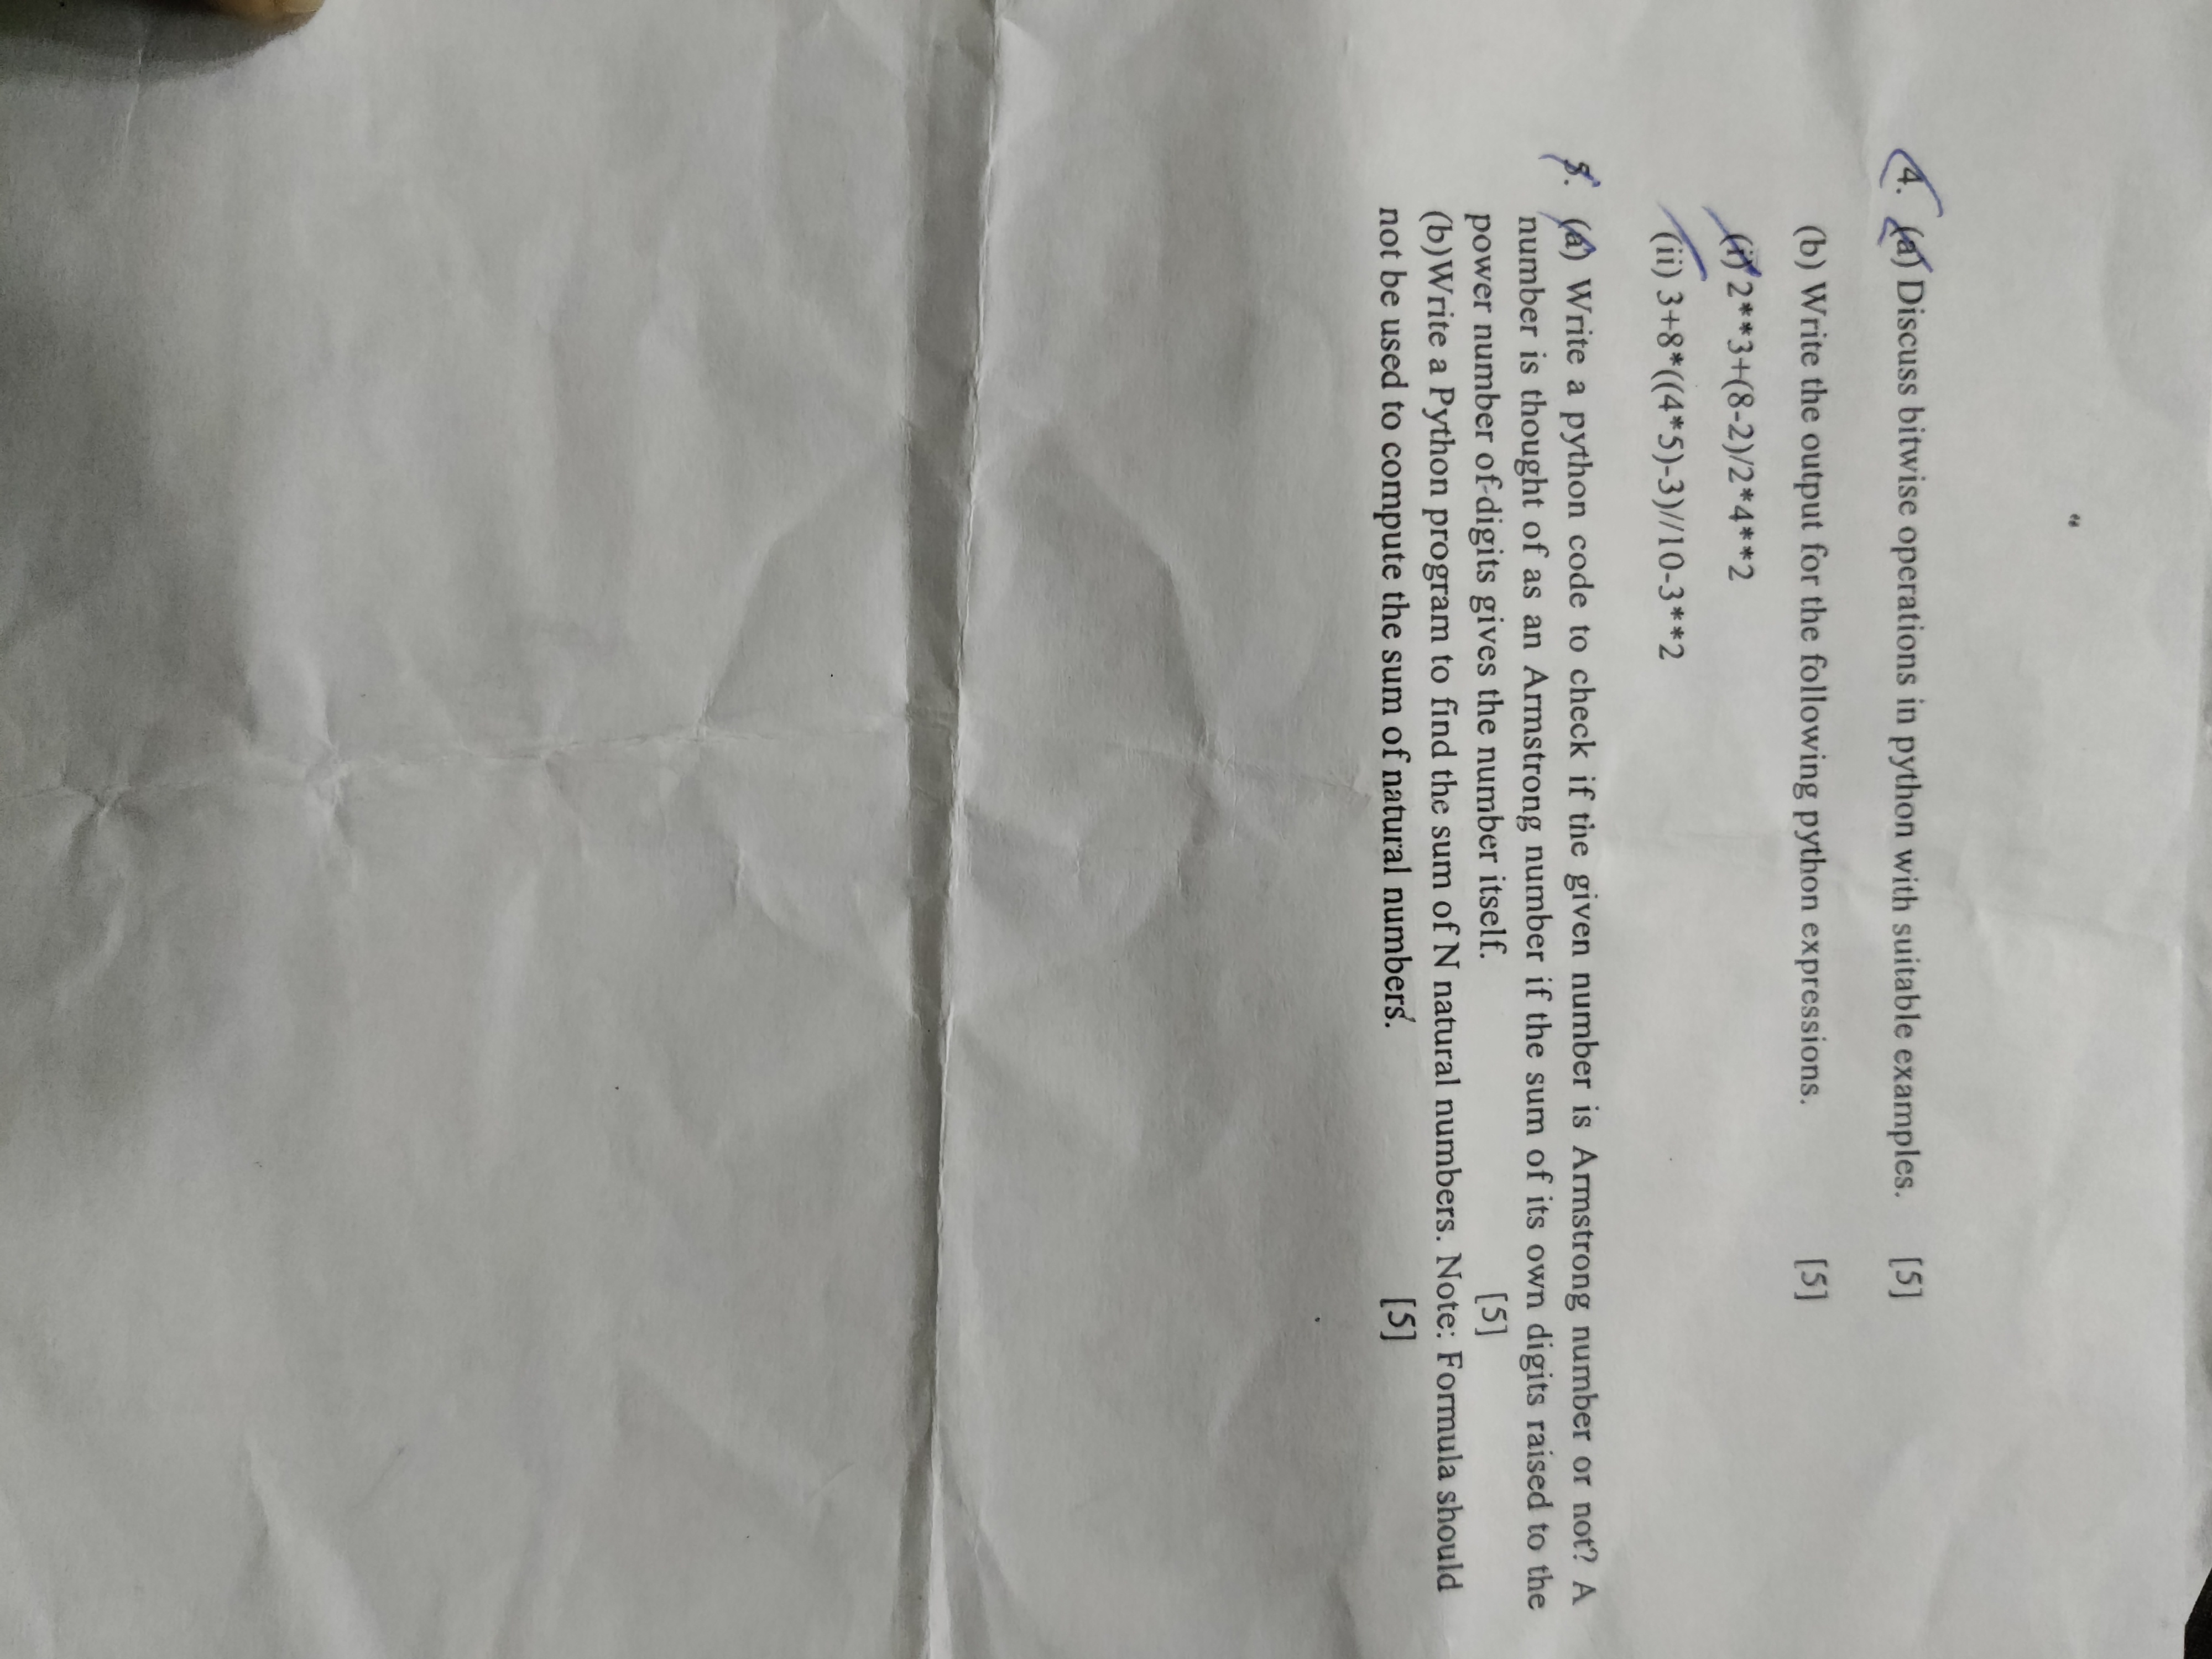 4. (a) Discuss bitwise operations in python with suitable examples. [5]
(b) Write the output for the following python expressions. [5]
(i) 2**3+(8-2)/2*4**2
(ii) 3+8*((4*5)-3)//10-3**2
5. (a) Write a python code to check if the given number is Armstrong number or not? A
number is thought of as an Armstrong number if the sum of its own digits raised to the
power number of digits gives the number itself. [5]
(b)Write a Python program to find the sum of N natural numbers. Note: Formula should
not be used to compute the sum of natural numbers. [5]